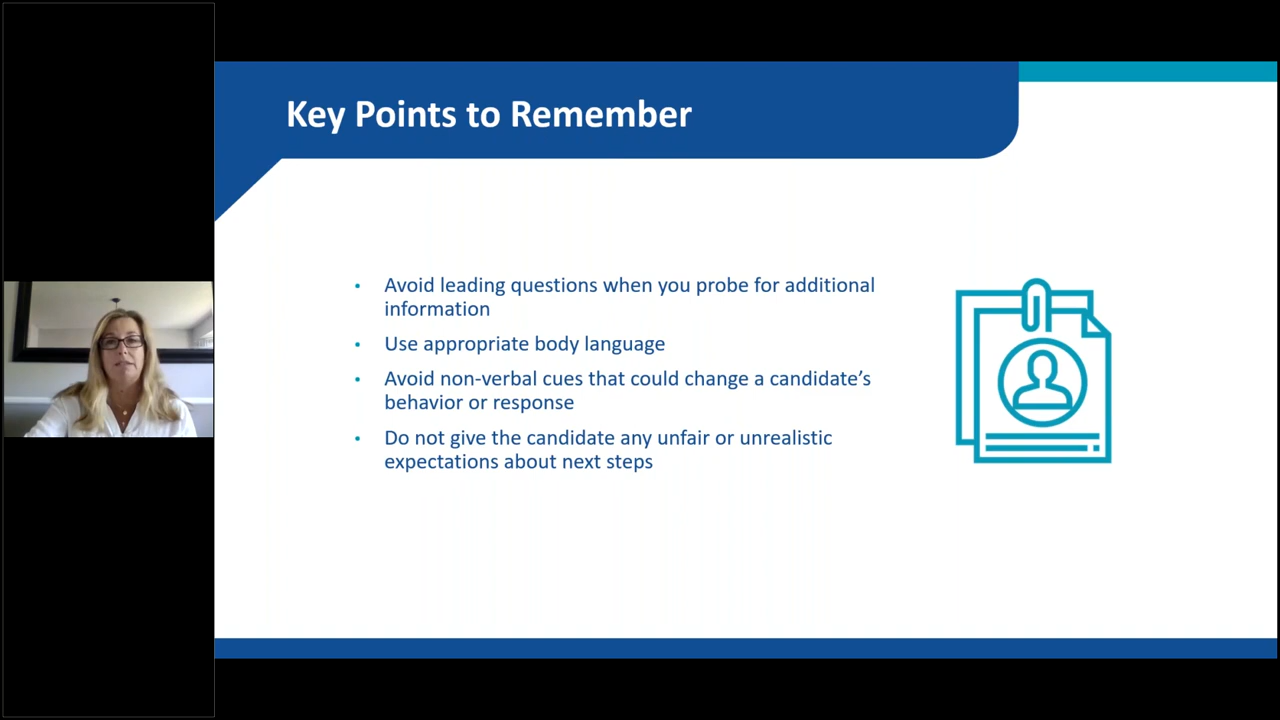 Key Points to Remember
• Avoid leading questions when you probe for additional
information
• Use appropriate body language
• Avoid non-verbal cues that could change a candidate’s
behavior or response
• Do not give the candidate any unfair or unrealistic
expectations about next steps